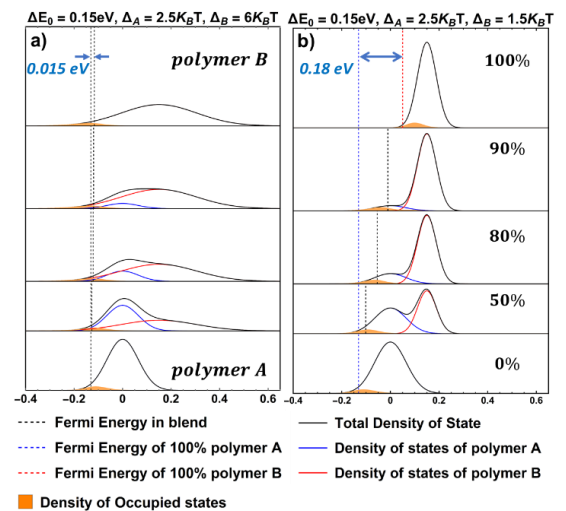 ΔE₀ = 0.15eV, Δ_A = 2.5K_BT, Δ_B = 6K_BT
ΔE₀ = 0.15eV, Δ_A = 2.5K_BT, Δ_B = 1.5K_BT
a)
polymer B
0.015 eV
polymer A
−0.4 −0.2 0 0.2 0.4 0.6
b)
100%
0.18 eV
90%
80%
50%
0%
−0.4 −0.2 0.0 0.2 0.4 0.6
Fermi Energy in blend
Fermi Energy of 100% polymer A
Fermi Energy of 100% polymer B
Density of Occupied states
Total Density of State
Density of states of polymer A
Density of states of polymer B